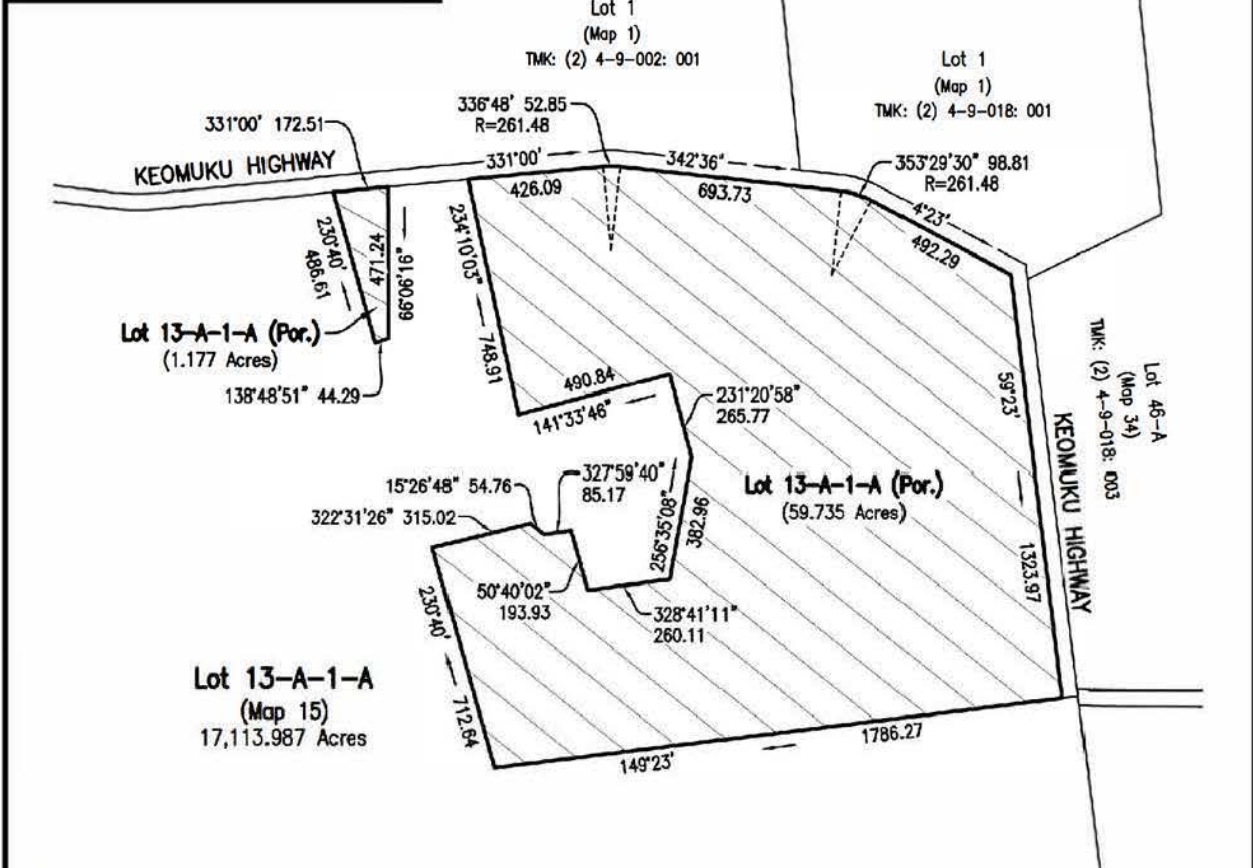 Lot 1
(Map 1)
TMK: (2) 4-9-002: 001
Lot 1
(Map 1)
TMK: (2) 4-9-018: 001
336°48' 52.85
R=261.48
331°00' 172.51
KEOMUKU HIGHWAY
331°00'
426.09
342°36"
693.73
353°29'30" 98.81
R=261.48
4°23'
492.29
230°40'
486.61
471.24
66°06'16"
234°10'03"
748.91
Lot 13-A-1-A (Por.)
(1.177 Acres)
138°48'51" 44.29
490.84
141°33'46"
231°20'58"
265.77
59°23'
1323.97
KEOMUKU HIGHWAY
Lot 46-A
(Map 34)
TMK: (2) 4-9-018: 003
15°26'48" 54.76
327°59'40"
85.17
322°31'26" 315.02
256°35'08"
382.96
Lot 13-A-1-A (Por.)
(59.735 Acres)
50°40'02"
193.93
328°41'11"
260.11
230°40'
712.64
Lot 13-A-1-A
(Map 15)
17,113.987 Acres
149°23'
1786.27